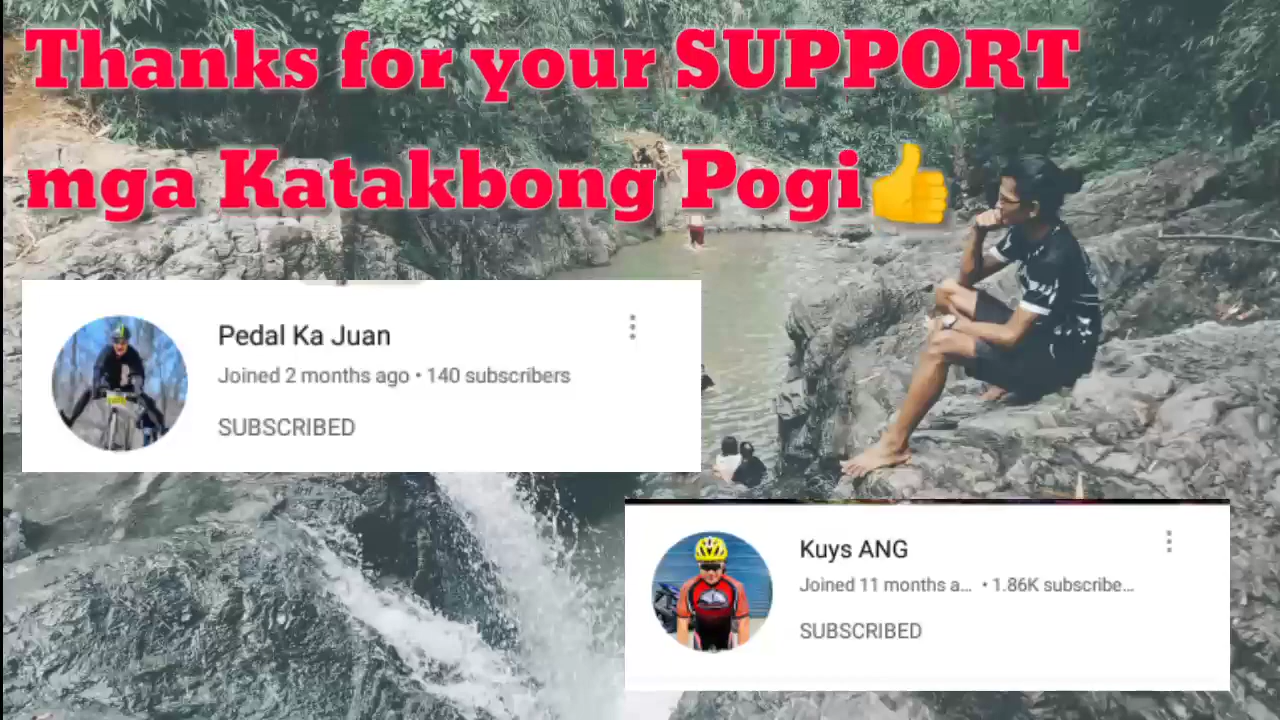 Thanks for your SUPPORT
mga Katakbong Pogi👍
Pedal Ka Juan
Joined 2 months ago • 140 subscribers
SUBSCRIBED
Kuys ANG
Joined 11 months a... • 1.86K subscribe...
SUBSCRIBED